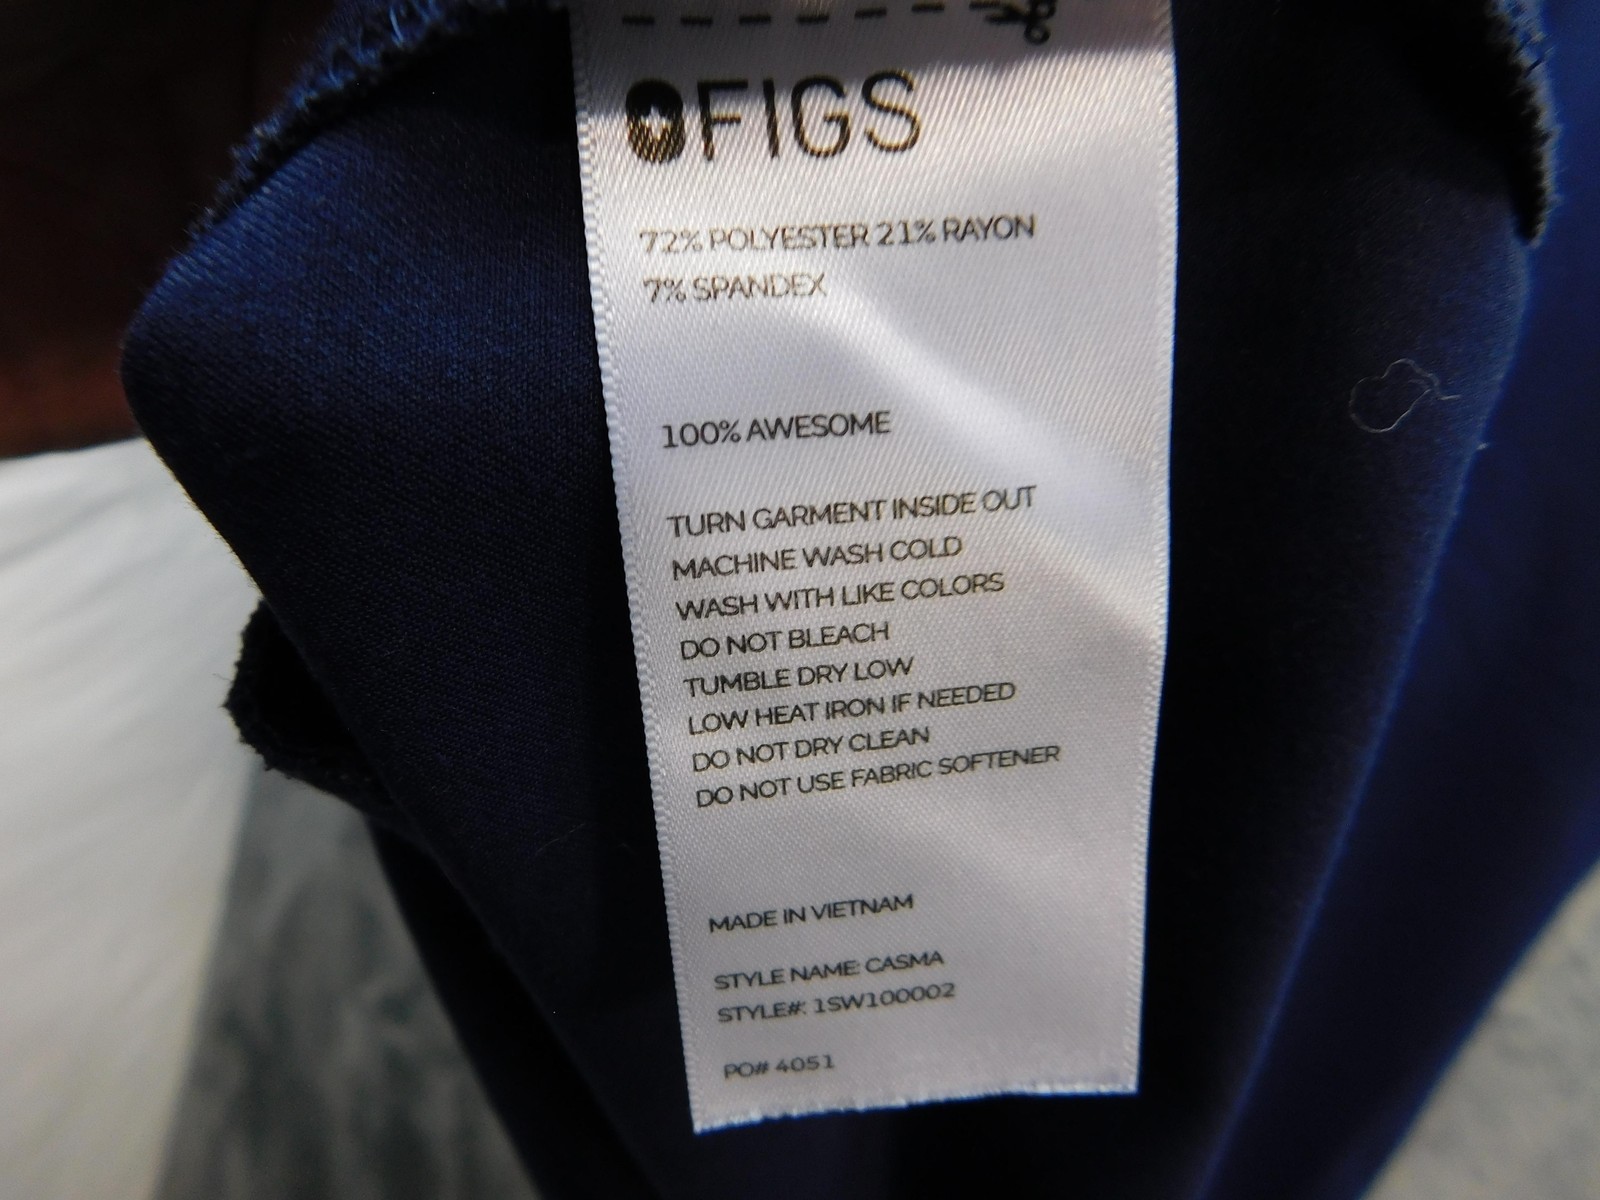 FIGS
72% POLYESTER 21% RAYON
7% SPANDEX
100% AWESOME
TURN GARMENT INSIDE OUT
MACHINE WASH COLD
WASH WITH LIKE COLORS
DO NOT BLEACH
TUMBLE DRY LOW
LOW HEAT IRON IF NEEDED
DO NOT DRY CLEAN
DO NOT USE FABRIC SOFTENER
MADE IN VIETNAM
STYLE NAME: CASMA
STYLE#: 1SW100002
PO# 4051